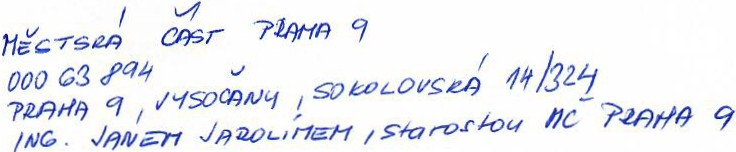 MĚSTSKÁ ČÁST PRAHA 9
000 63 894
PRAHA 9, VYSOČANY, SOKOLOVSKÁ 14/324
ING. JANEM JAROLÍMEM, starostou MČ PRAHA 9